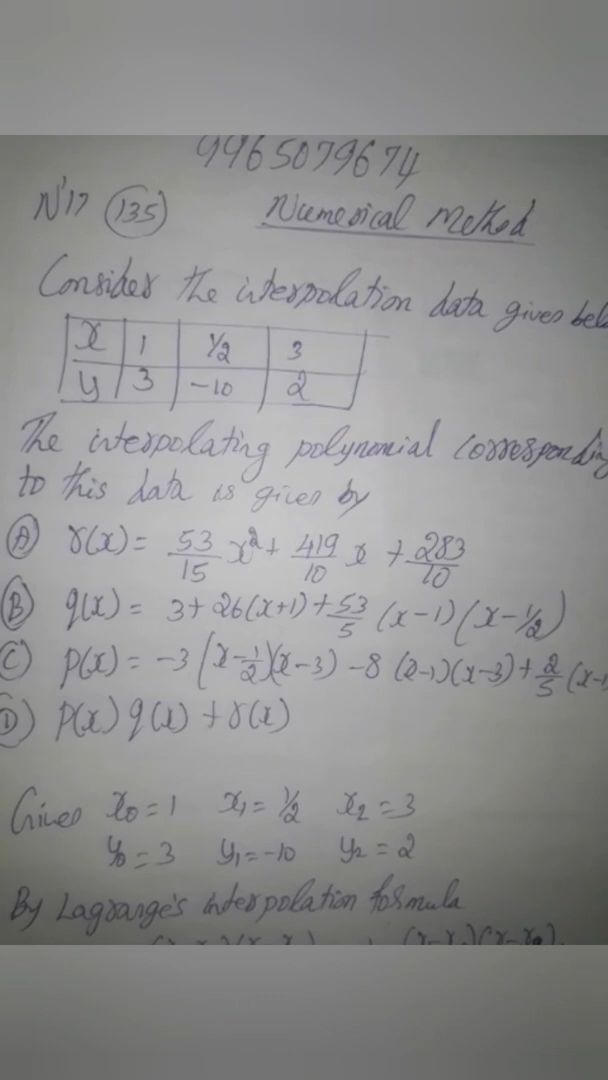 9965079674
N'17 (135) Numerical Method
Consider the interpolation data given bel
x 1 1/2 3
y 3 -10 2
The interpolating polynomial corresponding
to this data is given by
(A) r(x) = 53/15 x² + 419/10 x + 283/10
(B) q(x) = 3 + 26(x+1) + 53/5 (x-1)(x-1/2)
(C) p(x) = -3(x-1/2)(x-3) -8(x-1)(x-3) + 2/5 (x-1
(D) p(x) q(x) + r(x)
Given x₀ = 1 x₁ = 1/2 x₂ = 3
y₀ = 3 y₁ = -10 y₂ = 2
By Lagrange's interpolation formula